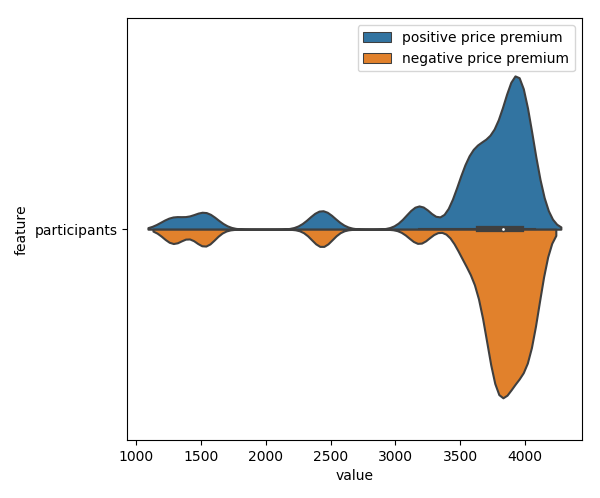 positive price premium
negative price premium
feature
participants
1000 1500 2000 2500 3000 3500 4000
value